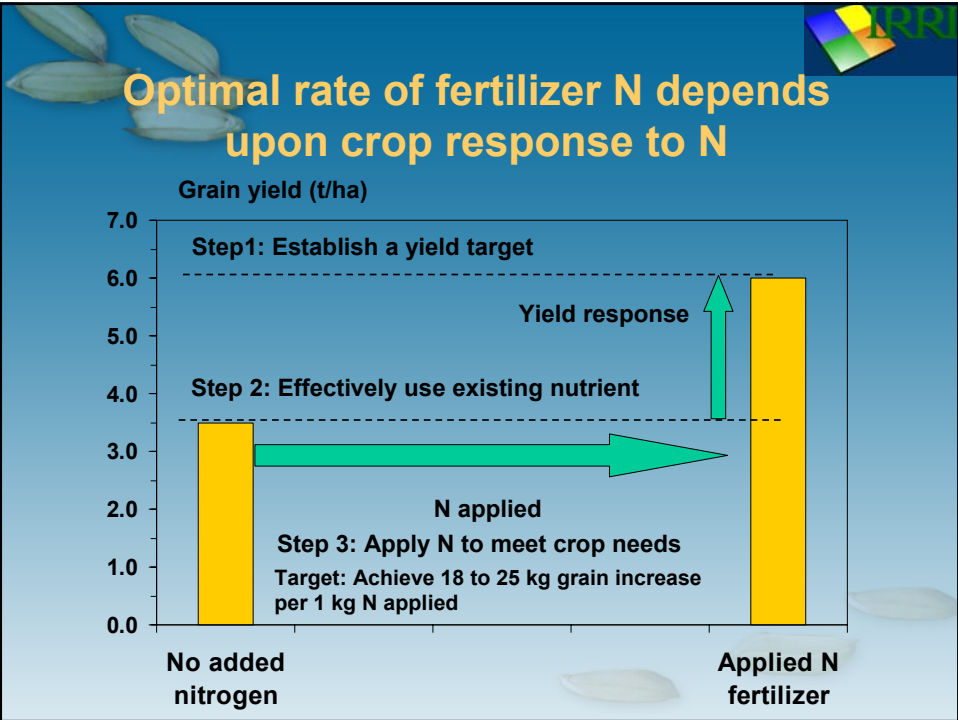 IRRI
Optimal rate of fertilizer N depends
upon crop response to N
Grain yield (t/ha)
7.0
Step1: Establish a yield target
6.0
Yield response
5.0
Step 2: Effectively use existing nutrient
4.0
3.0
2.0
N applied
Step 3: Apply N to meet crop needs
1.0
Target: Achieve 18 to 25 kg grain increase
per 1 kg N applied
0.0
No added
nitrogen
Applied N
fertilizer